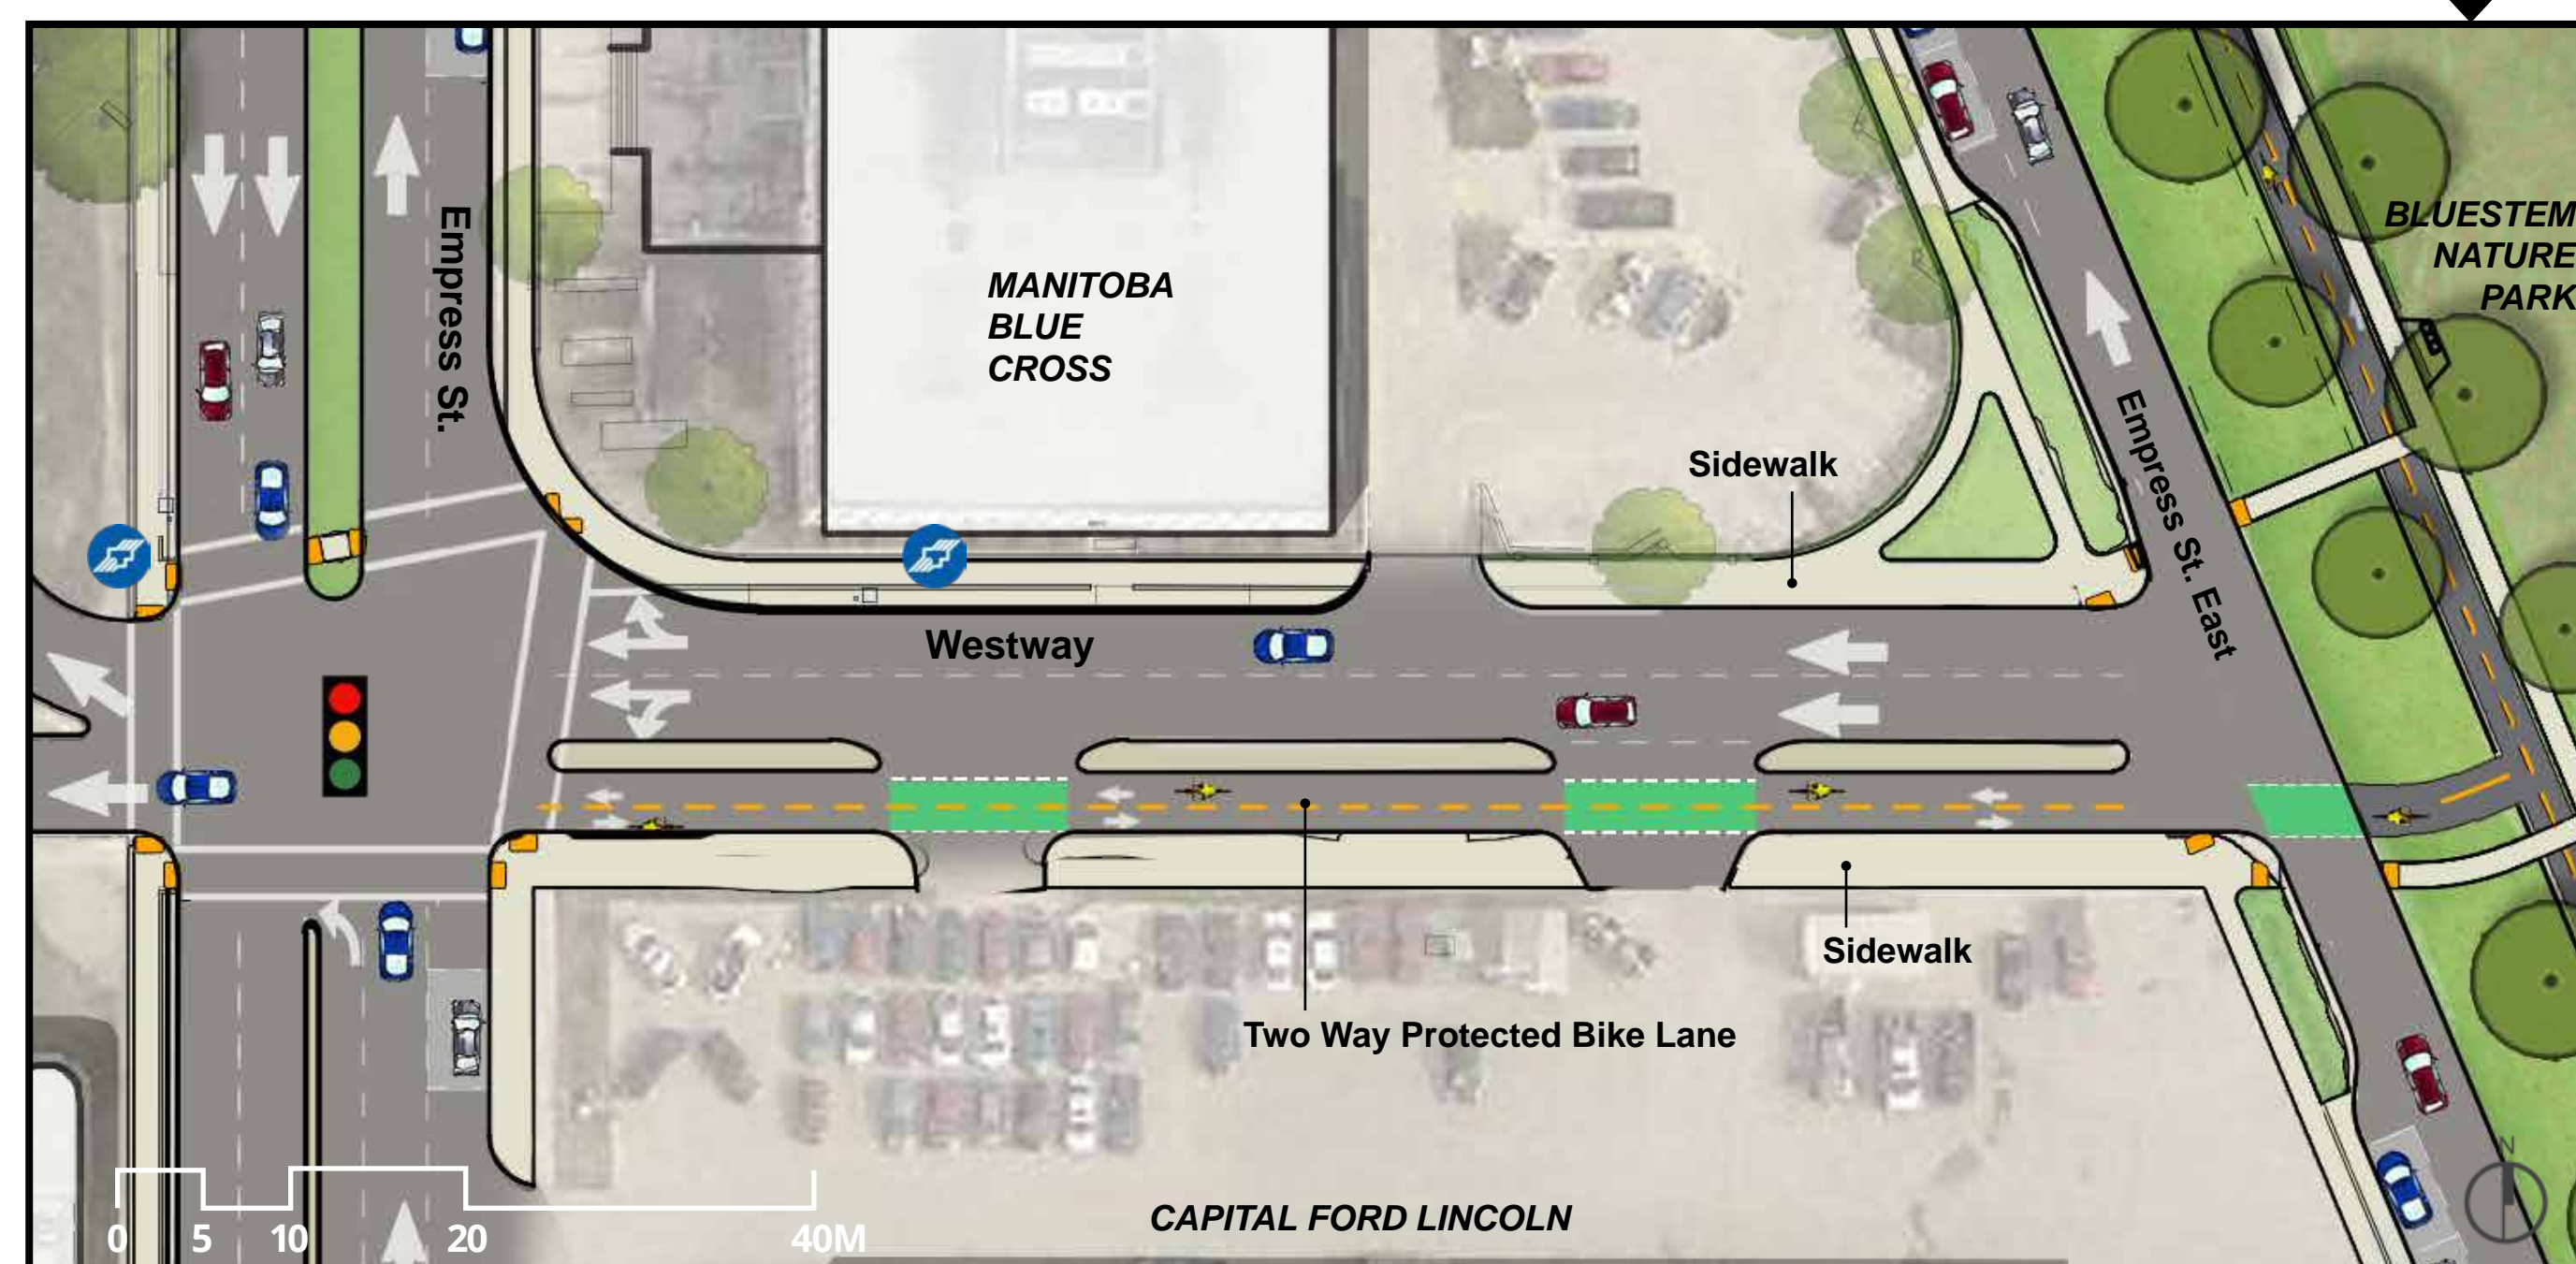 Empress St.
MANITOBA
BLUE
CROSS
BLUESTEM
NATURE
PARK
Sidewalk
Empress St. East
Westway
Sidewalk
Two Way Protected Bike Lane
CAPITAL FORD LINCOLN
0 5 10 20 40M
N